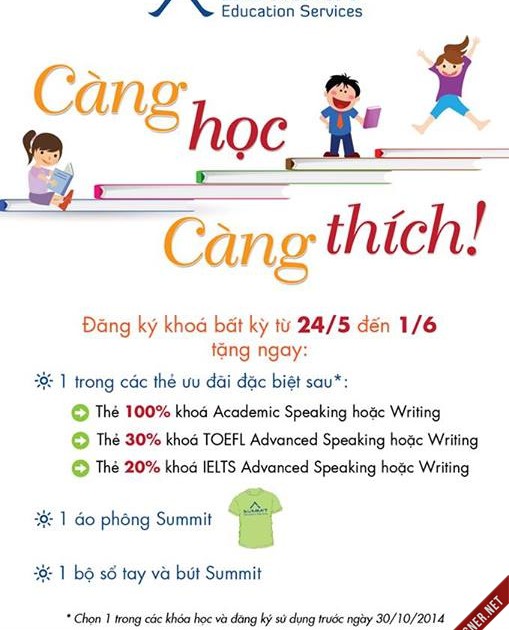 Education Services
Càng học
Càng thích!
Đăng ký khoá bất kỳ từ 24/5 đến 1/6
tặng ngay:
1 trong các thẻ ưu đãi đặc biệt sau*:
Thẻ 100% khoá Academic Speaking hoặc Writing
Thẻ 30% khoá TOEFL Advanced Speaking hoặc Writing
Thẻ 20% khoá IELTS Advanced Speaking hoặc Writing
1 áo phông Summit
SUMMIT
1 bộ sổ tay và bút Summit
* Chọn 1 trong các khóa học và đăng ký sử dụng trước ngày 30/10/2014